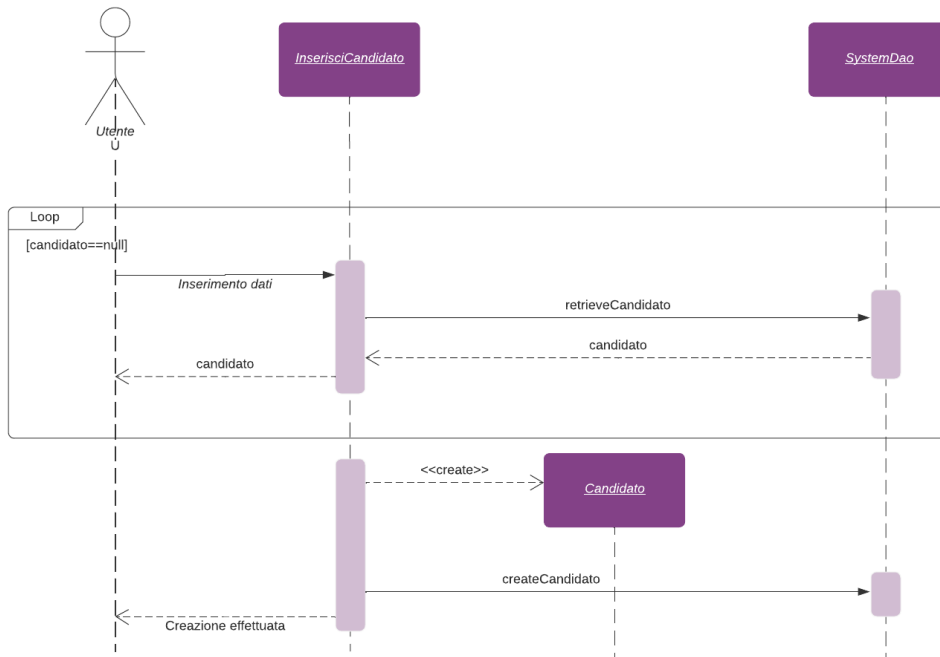 Utente
U
InserisciCandidato
SystemDao
Loop
[candidato==null]
Inserimento dati
retrieveCandidato
candidato
candidato
<<create>>
Candidato
createCandidato
Creazione effettuata